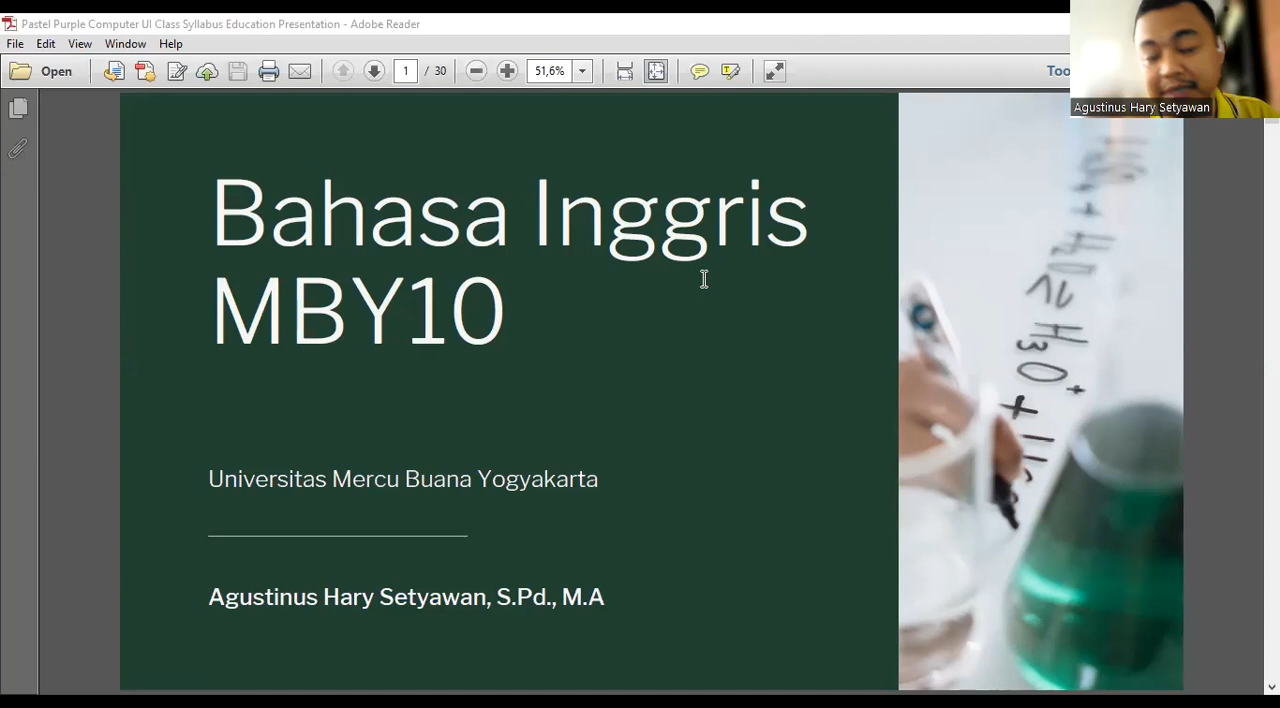 Pastel Purple Computer UI Class Syllabus Education Presentation - Adobe Reader
File Edit View Window Help
Open 1 / 30 51,6%
Agustinus Hary Setyawan
Bahasa Inggris
MBY10
Universitas Mercu Buana Yogyakarta
Agustinus Hary Setyawan, S.Pd., M.A
H₃O⁺